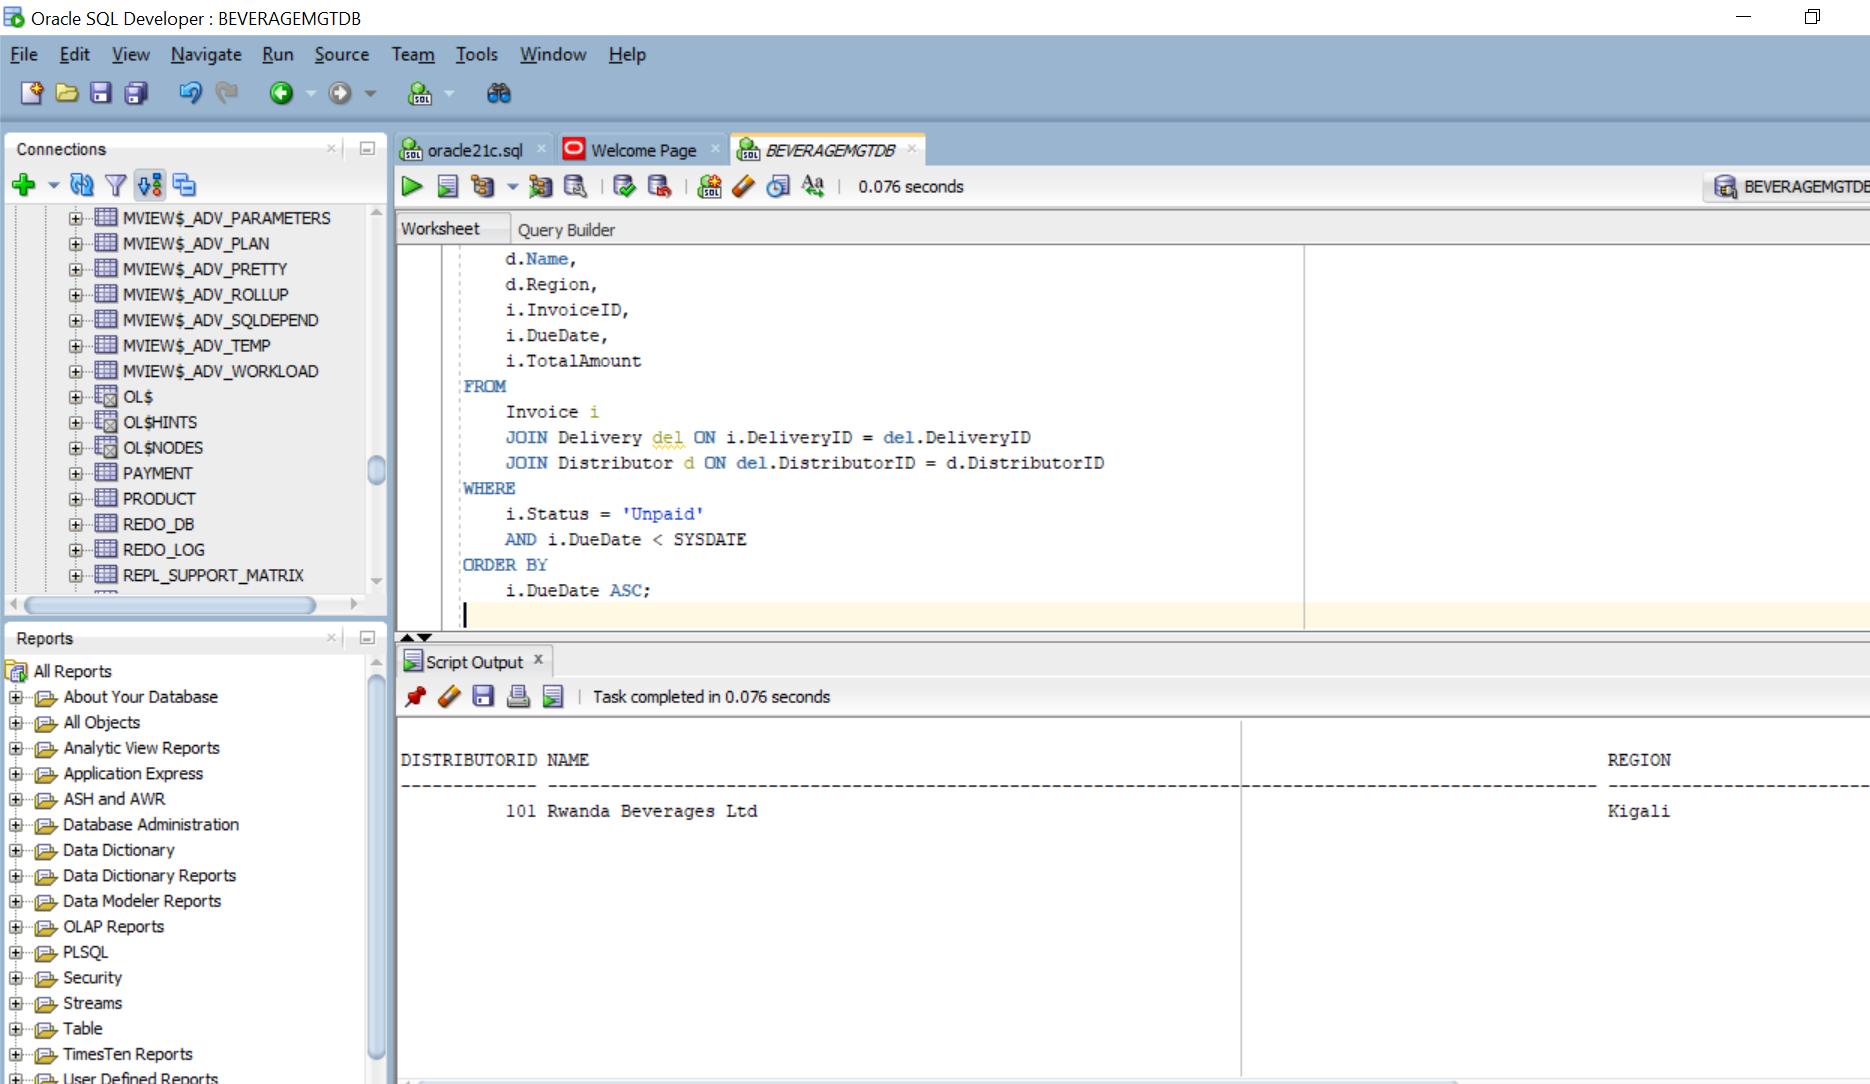 Oracle SQL Developer : BEVERAGEMGTDB
File Edit View Navigate Run Source Team Tools Window Help
Connections
MVIEW$_ADV_PARAMETERS
MVIEW$_ADV_PLAN
MVIEW$_ADV_PRETTY
MVIEW$_ADV_ROLLUP
MVIEW$_ADV_SQLDEPEND
MVIEW$_ADV_TEMP
MVIEW$_ADV_WORKLOAD
OL$
OL$HINTS
OL$NODES
PAYMENT
PRODUCT
REDO_DB
REDO_LOG
REPL_SUPPORT_MATRIX
Reports
All Reports
About Your Database
All Objects
Analytic View Reports
Application Express
ASH and AWR
Database Administration
Data Dictionary
Data Dictionary Reports
Data Modeler Reports
OLAP Reports
PLSQL
Security
Streams
Table
TimesTen Reports
User Defined Reports
oracle21c.sql Welcome Page BEVERAGEMGTDB
0.076 seconds
BEVERAGEMGTDB
Worksheet Query Builder
d.Name,
d.Region,
i.InvoiceID,
i.DueDate,
i.TotalAmount
FROM
Invoice i
JOIN Delivery del ON i.DeliveryID = del.DeliveryID
JOIN Distributor d ON del.DistributorID = d.DistributorID
WHERE
i.Status = 'Unpaid'
AND i.DueDate < SYSDATE
ORDER BY
i.DueDate ASC;
Script Output
Task completed in 0.076 seconds
DISTRIBUTORID NAME REGION
101 Rwanda Beverages Ltd Kigali